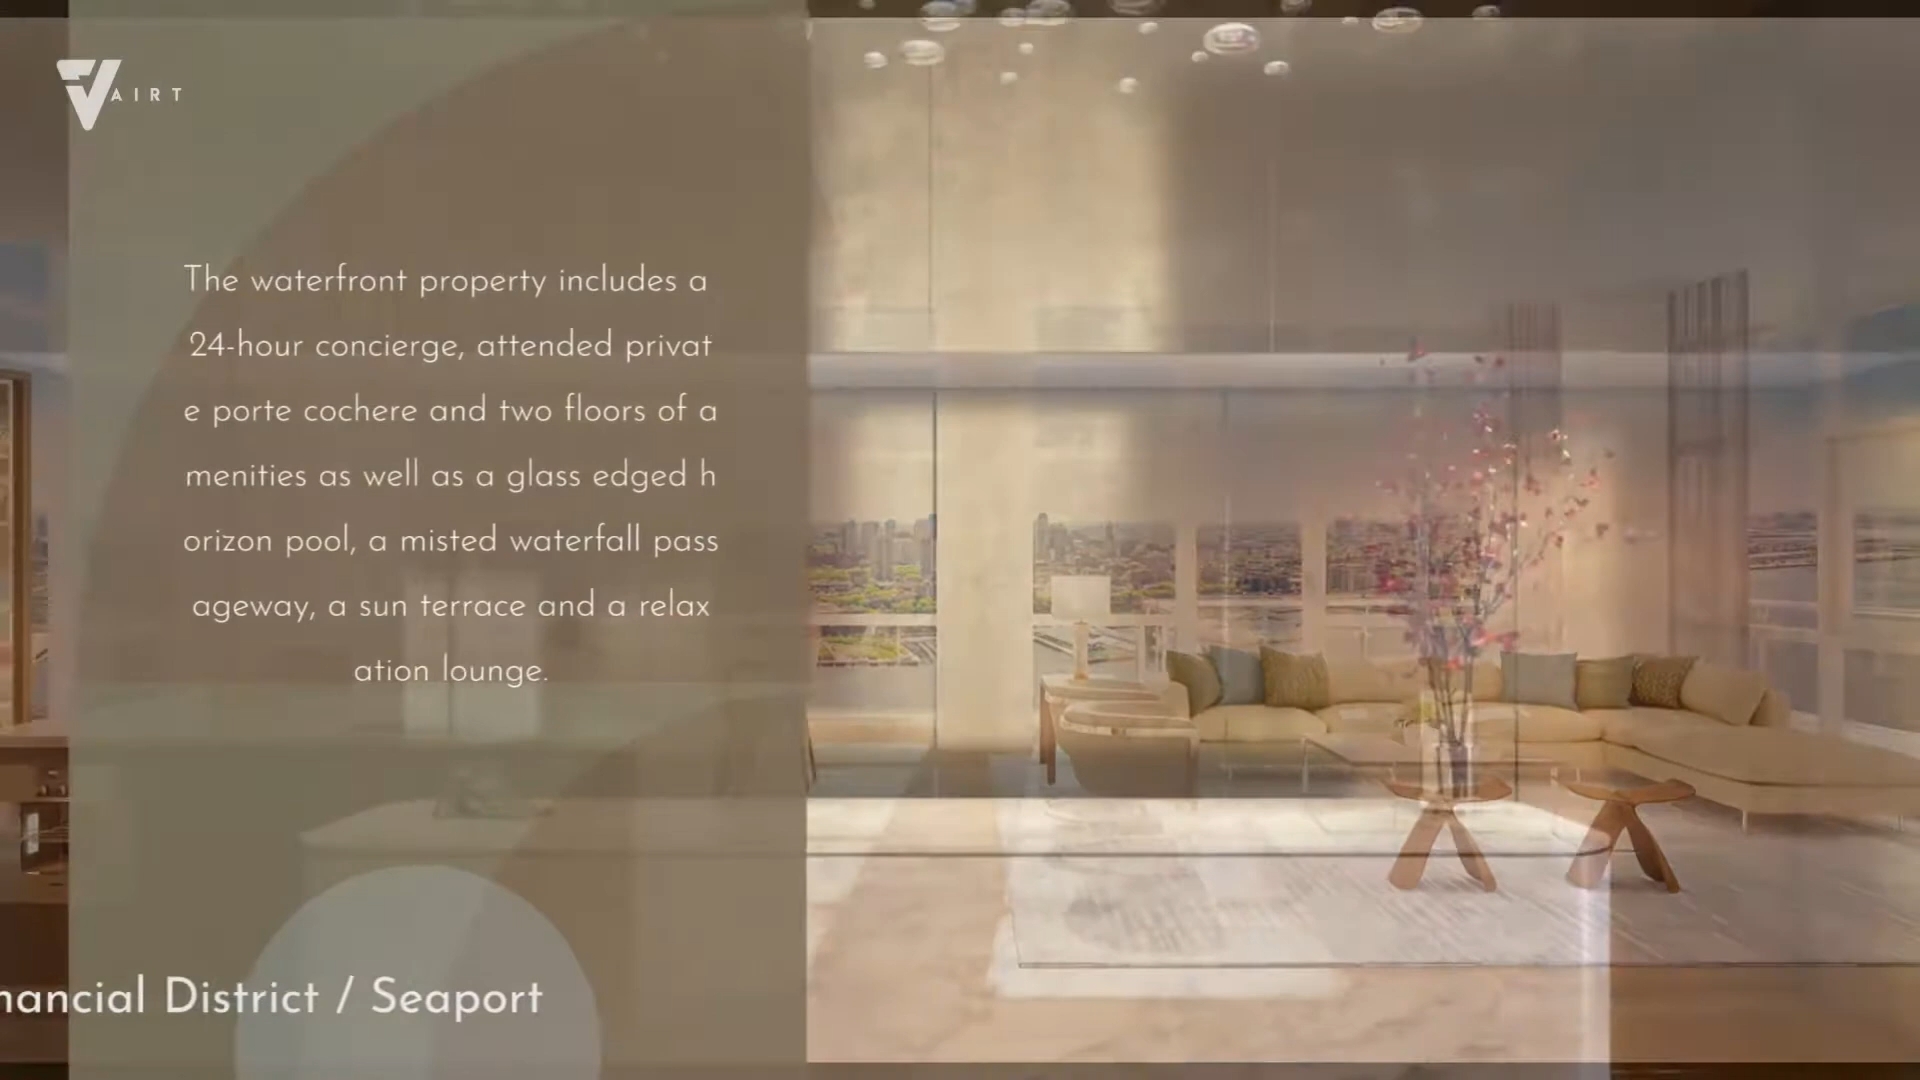 AIRT
The waterfront property includes a
24-hour concierge, attended privat
e porte cochere and two floors of a
menities as well as a glass edged h
orizon pool, a misted waterfall pass
ageway, a sun terrace and a relax
ation lounge.
nancial District / Seaport